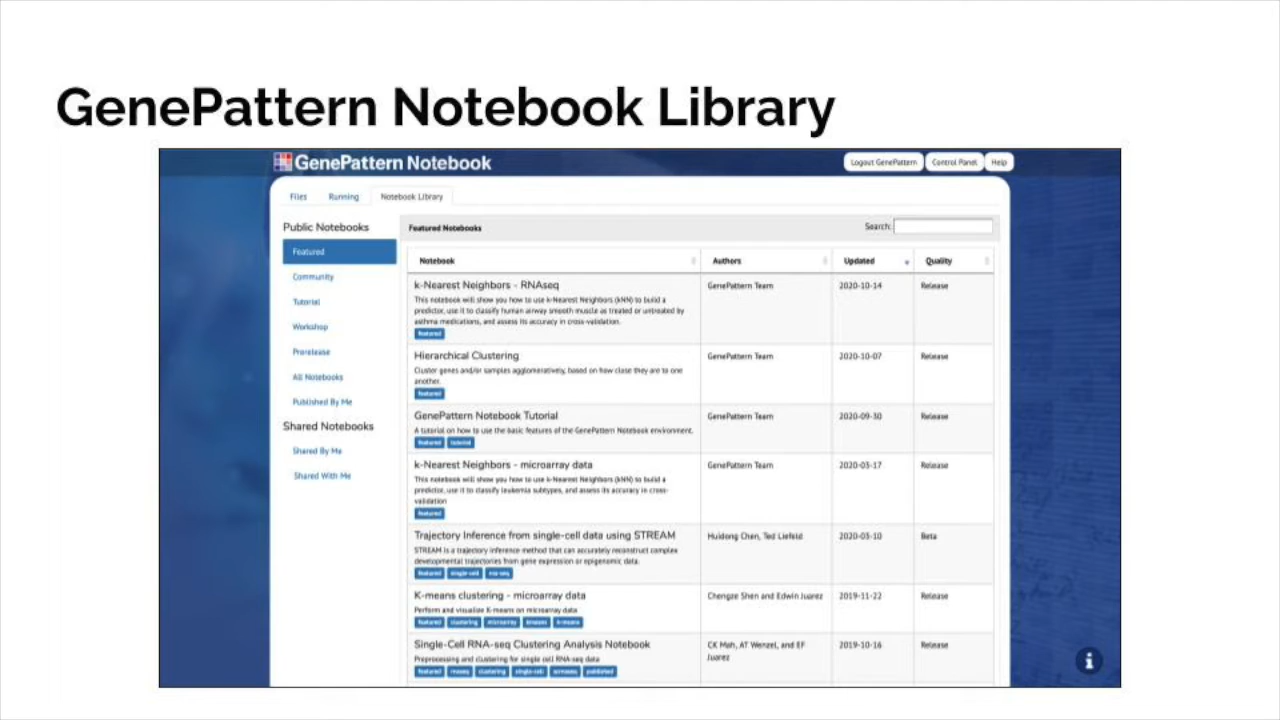 GenePattern Notebook Library
GenePattern Notebook
Logout GenePattern
Control Panel
Help
Files
Running
Notebook Library
Public Notebooks
Featured
Community
Tutorial
Workshop
Prerelease
All Notebooks
Published By Me
Shared Notebooks
Shared By Me
Shared With Me
Featured Notebooks
Search:
Notebook
Authors
Updated
Quality
k-Nearest Neighbors - RNAseq
This notebook will show you how to use k-Nearest Neighbors (kNN) to build a
predictor, use it to classify human airway smooth muscle as treated or untreated by
asthma medications, and assess its accuracy in cross-validation.
featured
GenePattern Team
2020-10-14
Release
Hierarchical Clustering
Cluster genes and/or samples agglomeratively, based on how close they are to one
another.
featured
GenePattern Team
2020-10-07
Release
GenePattern Notebook Tutorial
A tutorial on how to use the basic features of the GenePattern Notebook environment.
featured
tutorial
GenePattern Team
2020-09-30
Release
k-Nearest Neighbors - microarray data
This notebook will show you how to use k-Nearest Neighbors (kNN) to build a
predictor, use it to classify leukemia subtypes, and assess its accuracy in cross-
validation
featured
GenePattern Team
2020-03-17
Release
Trajectory Inference from single-cell data using STREAM
STREAM is a trajectory inference method that can accurately reconstruct complex
developmental trajectories from gene expression or epigenomic data.
featured
single-cell
rna-seq
Huidong Chen, Ted Liefeld
2020-03-10
Beta
K-means clustering - microarray data
Perform and visualize K-means on microarray data
featured
clustering
microarray
kmeans
k-means
Chengze Shen and Edwin Juarez
2019-11-22
Release
Single-Cell RNA-seq Clustering Analysis Notebook
Preprocessing and clustering for single cell RNA-seq data
featured
rnaseq
clustering
single-cell
scrnaseq
published
CK Mah, AT Wenzel, and EF
Juarez
2019-10-16
Release